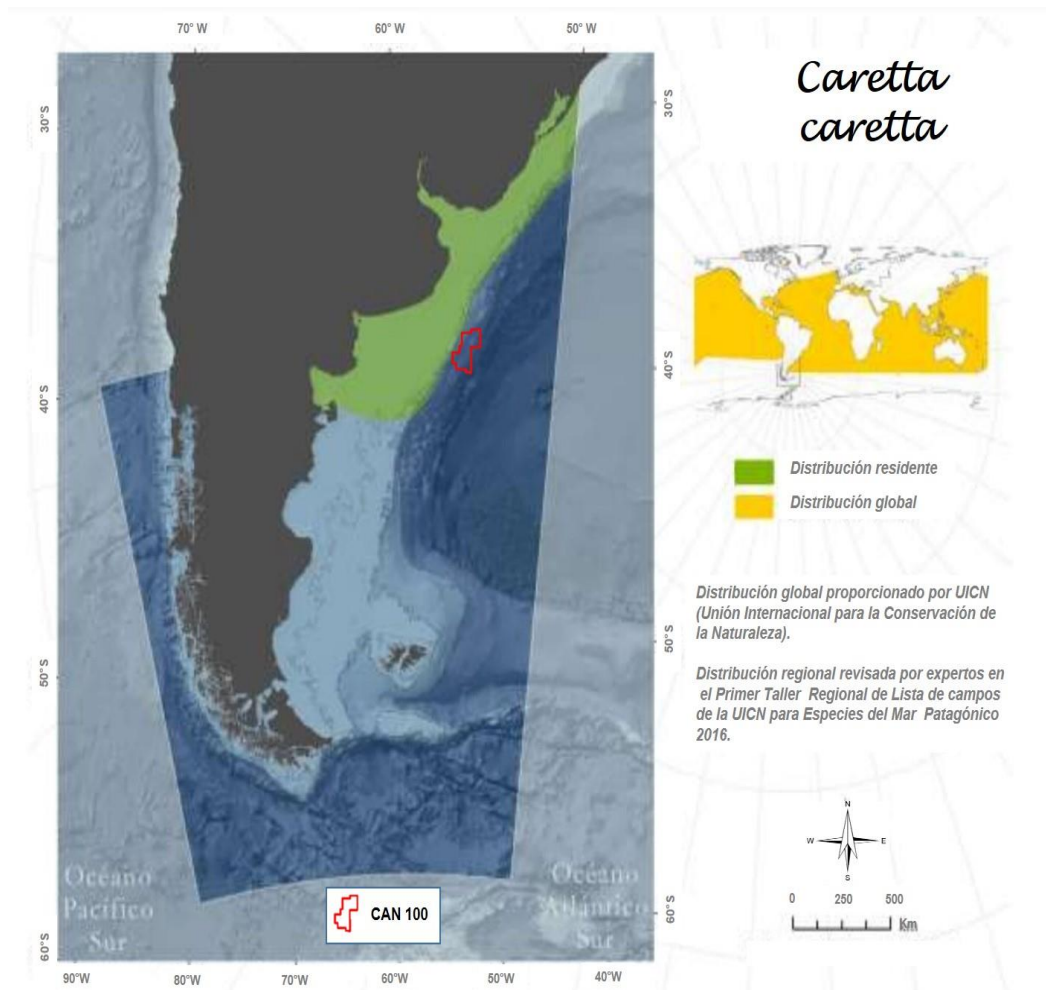 70° W
60° W
50° W
Caretta
caretta
30°S
30°S
40°S
40°S
50°S
50°S
60°S
60°S
Distribución residente
Distribución global
Distribución global proporcionado por UICN
(Unión Internacional para la Conservación de
la Naturaleza).
Distribución regional revisada por expertos en
el Primer Taller Regional de Lista de campos
de la UICN para Especies del Mar Patagónico
2016.
N
W
E
S
0
250
500
Km
Océano
Pacífico
Sur
CAN 100
Océano
Atlántico
Sur
90°W
80°W
70°W
60°W
50°W
40°W